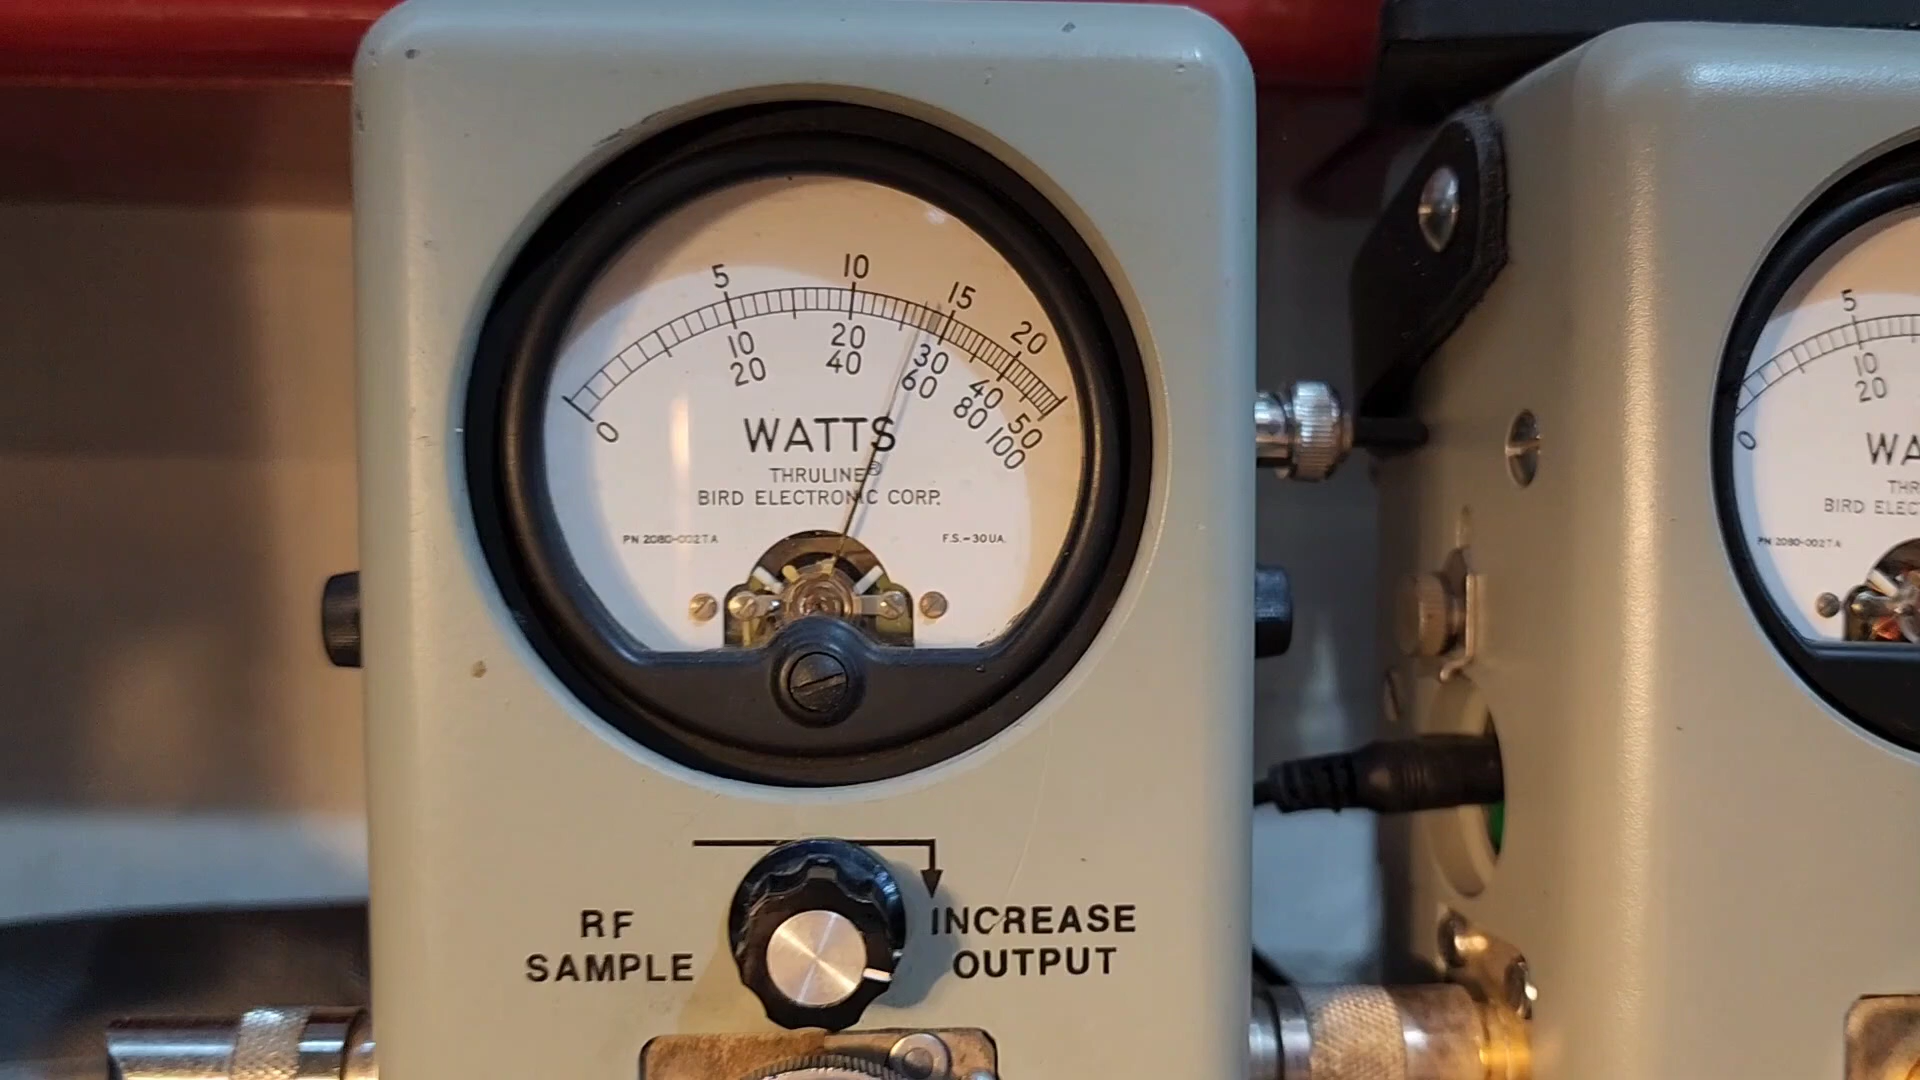 5 10 15 20
10 20 30 40 50
0 20 40 60 80 100
WATTS
THRULINE®
BIRD ELECTRONIC CORP.
PN 2080-002TA F.S.-30UA
RF SAMPLE
INCREASE OUTPUT
5
10
20
0
WA
THR
BIRD ELEC
PN 2080-002TA